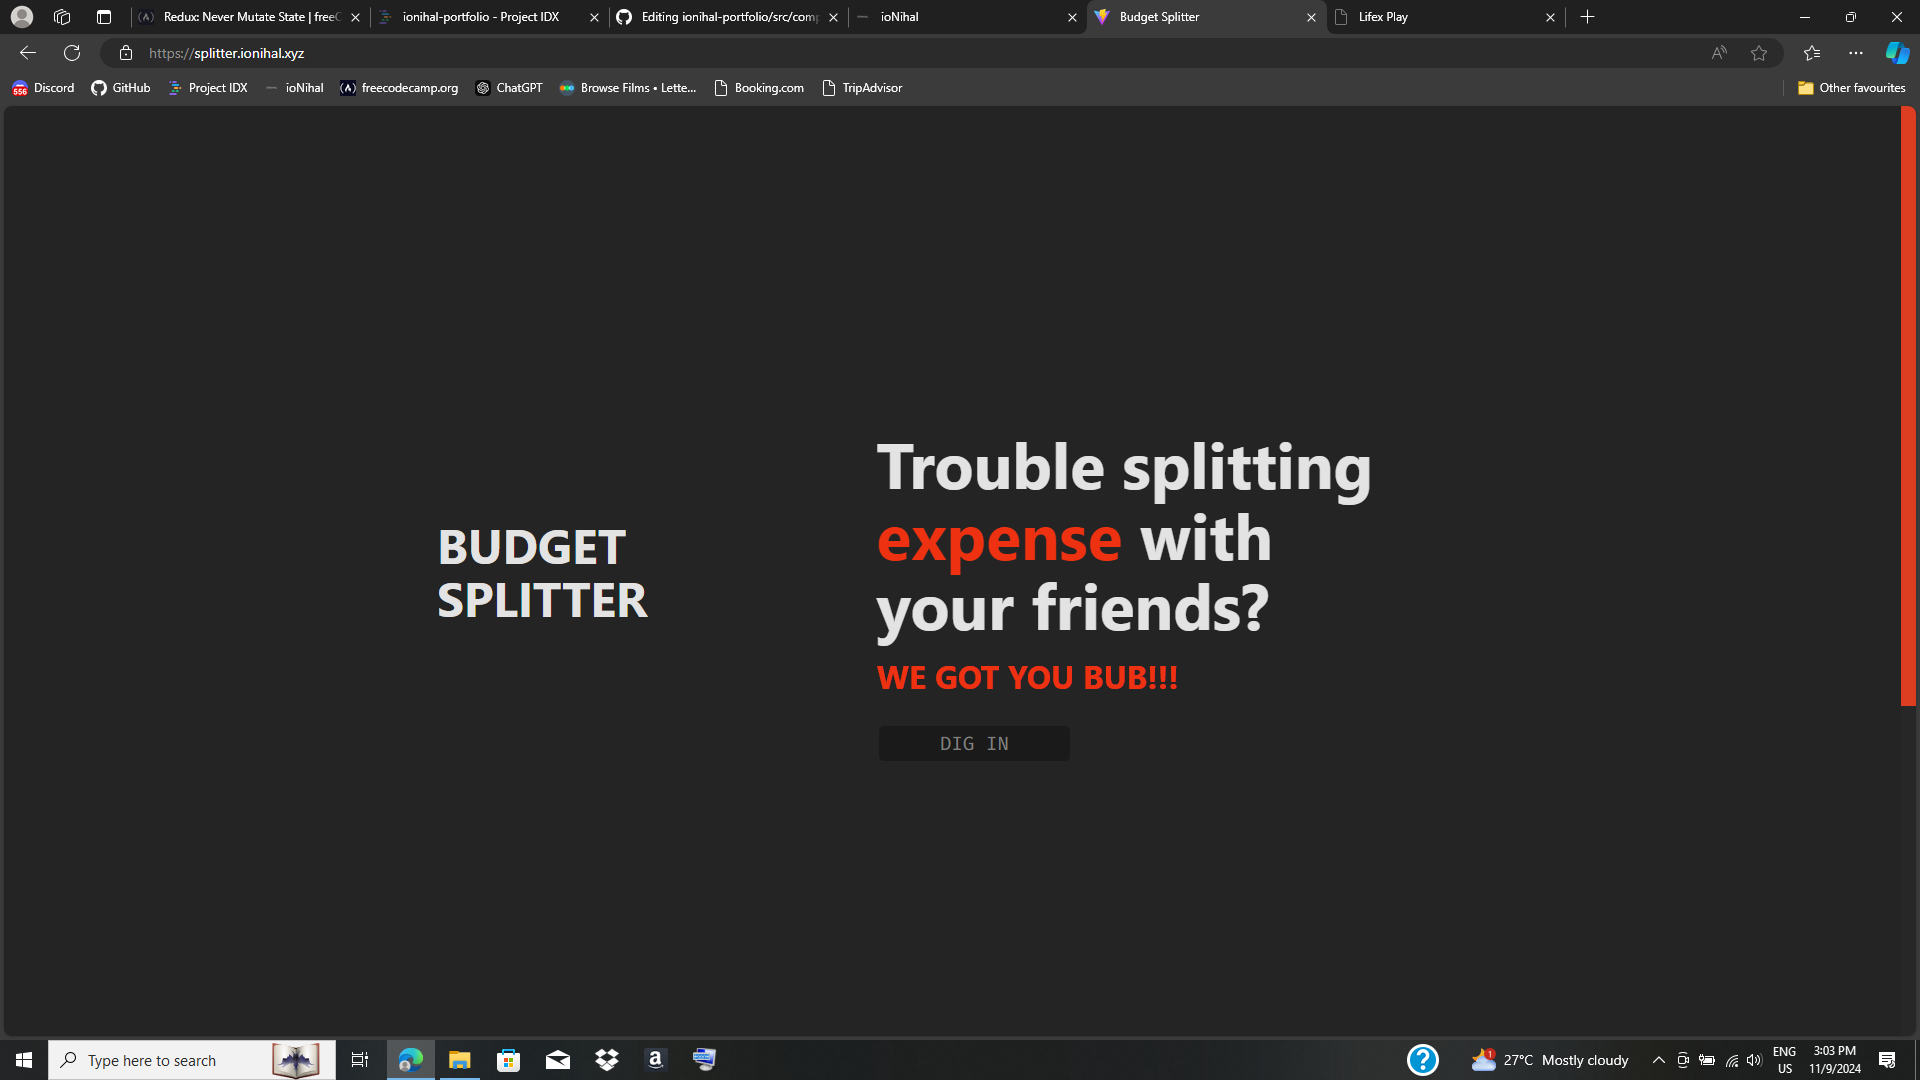 Redux: Never Mutate State | freeC
ionihal-portfolio - Project IDX
Editing ionihal-portfolio/src/comp
ioNihal
Budget Splitter
Lifex Play
https://splitter.ionihal.xyz
556
Discord
GitHub
Project IDX
ioNihal
freecodecamp.org
ChatGPT
Browse Films • Lette...
Booking.com
TripAdvisor
Other favourites
BUDGET
SPLITTER
Trouble splitting
expense with
your friends?
WE GOT YOU BUB!!!
DIG IN
Type here to search
1
27°C Mostly cloudy
ENG
US
3:03 PM
11/9/2024